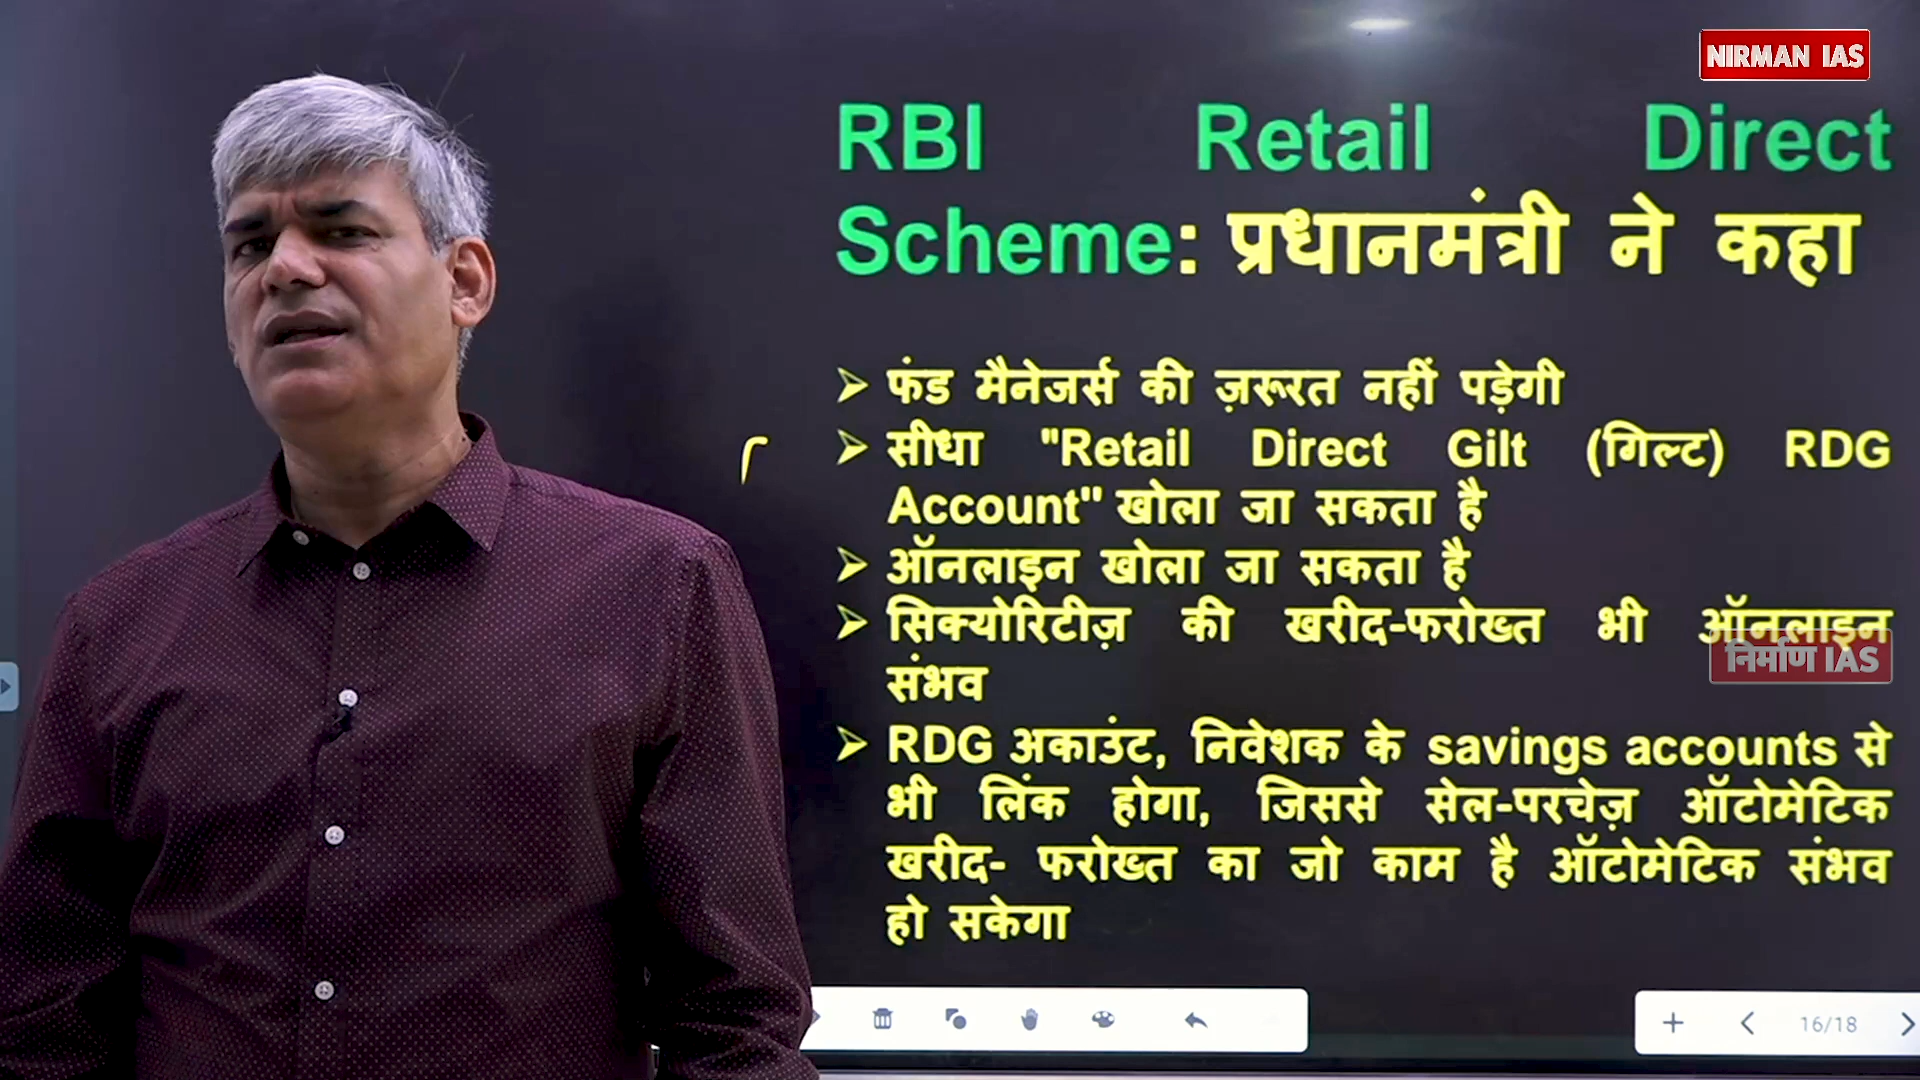 NIRMAN IAS
RBI Retail Direct
Scheme: प्रधानमंत्री ने कहा
➢ फंड मैनेजर्स की ज़रूरत नहीं पड़ेगी
➢ सीधा "Retail Direct Gilt (गिल्ट) RDG
Account" खोला जा सकता है
➢ ऑनलाइन खोला जा सकता है
➢ सिक्योरिटीज़ की खरीद-फरोख्त भी ऑनलाइन
निर्माण IAS
संभव
➢ RDG अकाउंट, निवेशक के savings accounts से
भी लिंक होगा, जिससे सेल-परचेज़ ऑटोमेटिक
खरीद- फरोख्त का जो काम है ऑटोमेटिक संभव
हो सकेगा
16/18